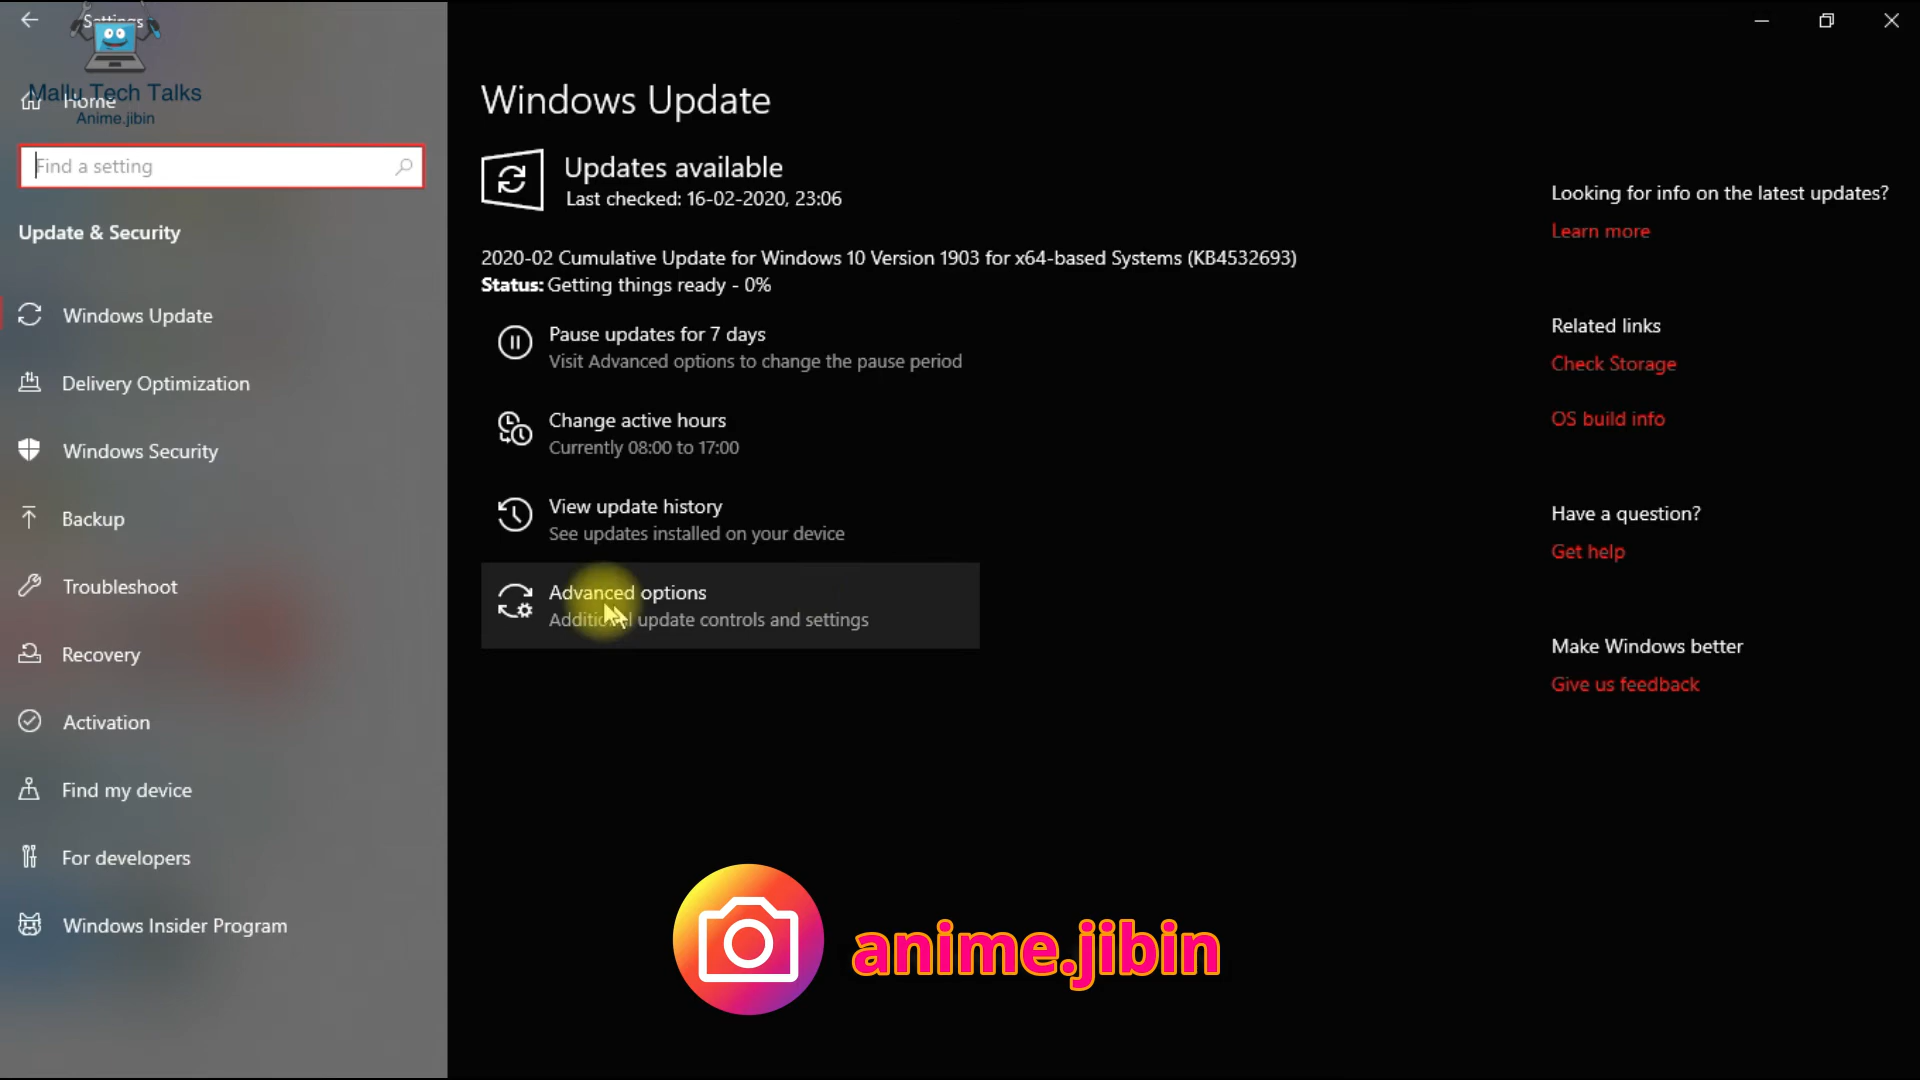 Settings
Mallu Tech Talks
Home
Anime.jibin
Find a setting
Update & Security
Windows Update
Delivery Optimization
Windows Security
Backup
Troubleshoot
Recovery
Activation
Find my device
For developers
Windows Insider Program
Windows Update
Updates available
Last checked: 16-02-2020, 23:06
2020-02 Cumulative Update for Windows 10 Version 1903 for x64-based Systems (KB4532693)
Status: Getting things ready - 0%
Pause updates for 7 days
Visit Advanced options to change the pause period
Change active hours
Currently 08:00 to 17:00
View update history
See updates installed on your device
Advanced options
Additional update controls and settings
Looking for info on the latest updates?
Learn more
Related links
Check Storage
OS build info
Have a question?
Get help
Make Windows better
Give us feedback
anime.jibin